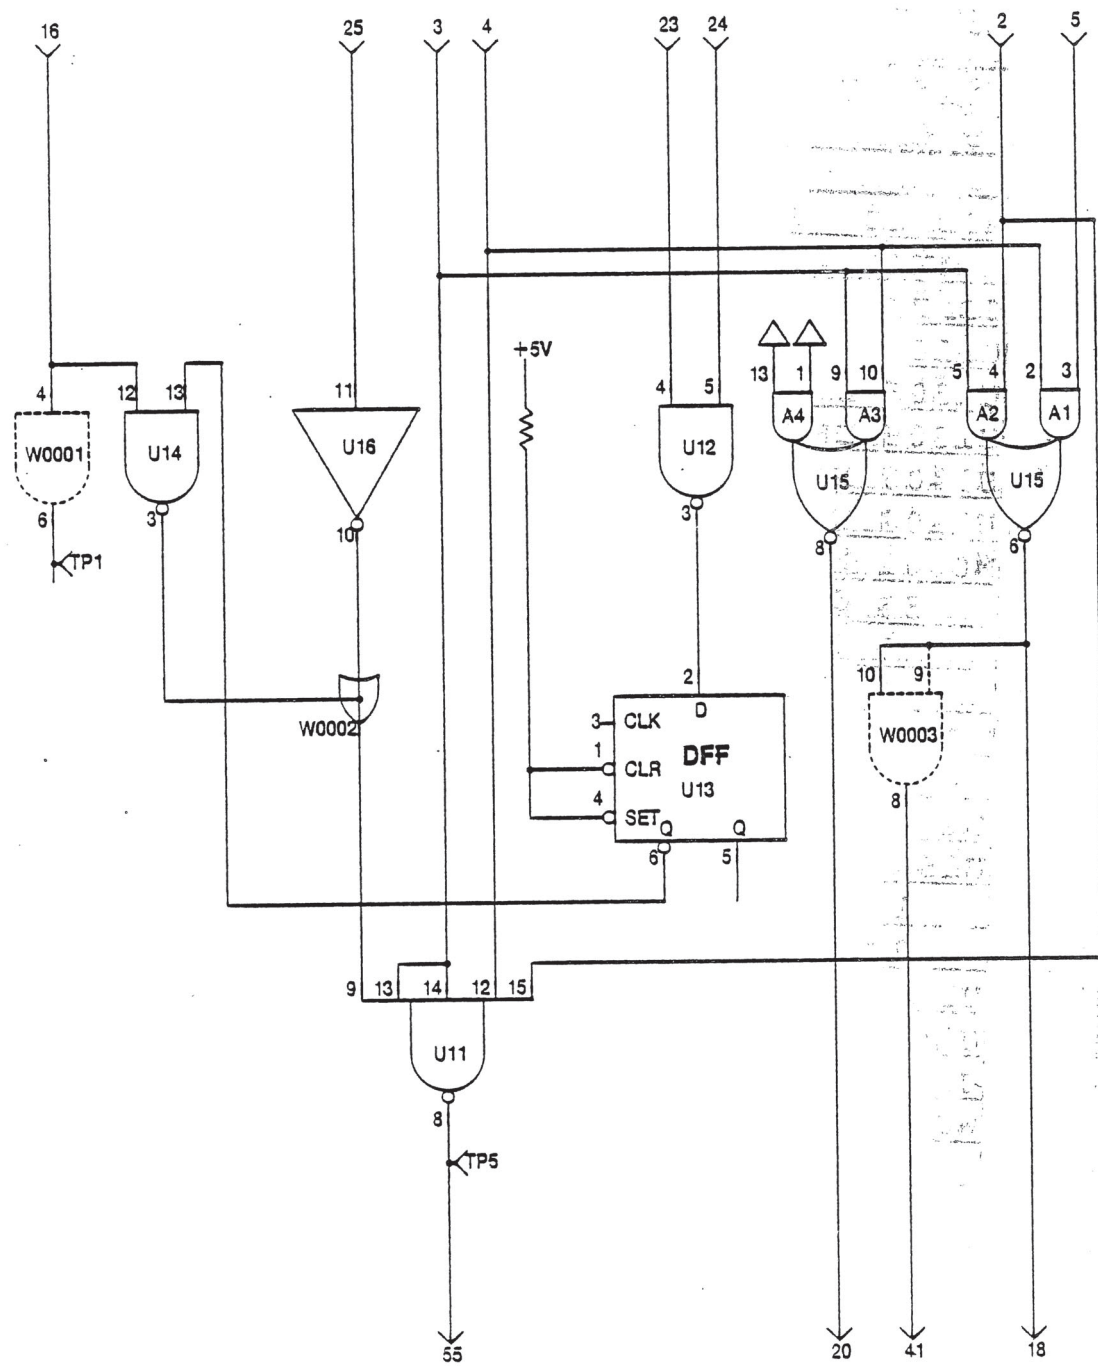 16 25 3 4 23 24 2 5
+5V
4 12 13 11 4 5 13 1 9 10 5 4 2 3
A4 A3 A2 A1
W0001 U14 U16 U12 U15 U15
6 3 10 3 8 6
TP1
10 9
2
W0002 3 CLK D W0003
DFF
1 CLR
U13
4 SET Q Q 8
6 5
9 13 14 12 15
U11
8
TP5
55 20 41 18